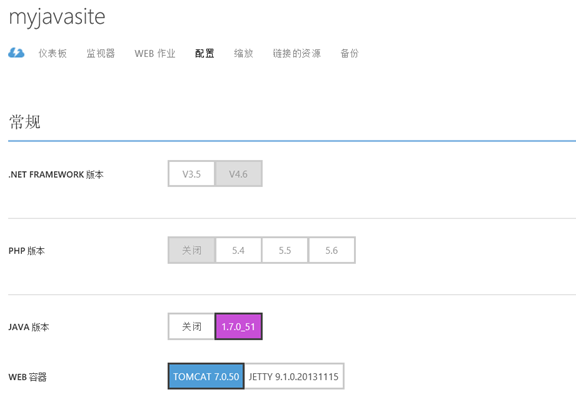 myjavasite
仪表板 监视器 WEB 作业 配置 缩放 链接的资源 备份
常规
.NET FRAMEWORK 版本 V3.5 V4.6
PHP 版本 关闭 5.4 5.5 5.6
JAVA 版本 关闭 1.7.0_51
WEB 容器 TOMCAT 7.0.50 JETTY 9.1.0.20131115